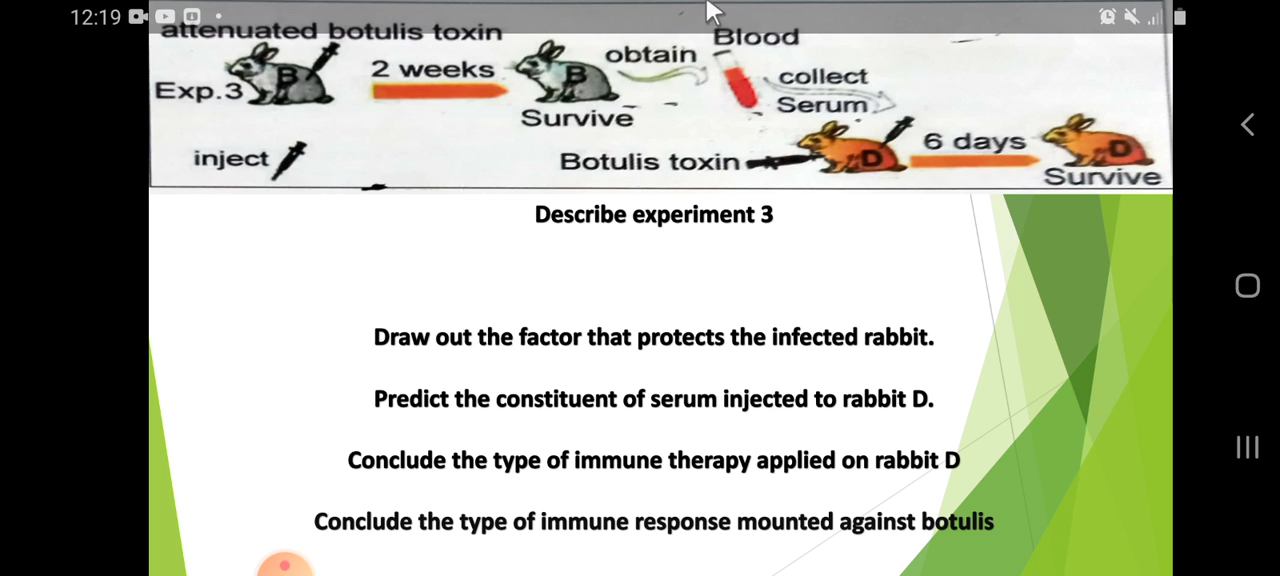 12:19
attenuated botulis toxin
Blood
obtain
2 weeks
B
B
collect
Exp.3
Serum
Survive
6 days
inject
Botulis toxin
D
D
Survive
Describe experiment 3
Draw out the factor that protects the infected rabbit.
Predict the constituent of serum injected to rabbit D.
Conclude the type of immune therapy applied on rabbit D
Conclude the type of immune response mounted against botulis